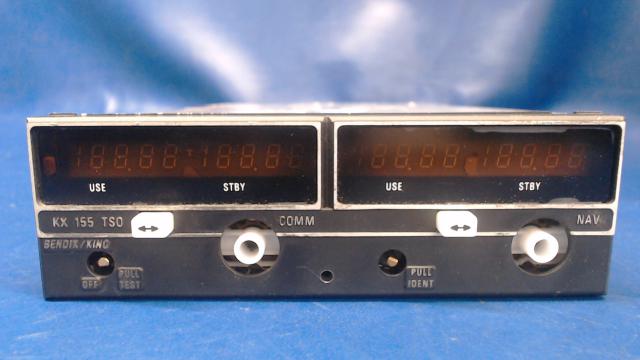 188.88 188.88
USE STBY
188.88 188.88
USE STBY
KX 155 TSO COMM NAV
BENDIX/KING
OFF PULL TEST
PULL IDENT